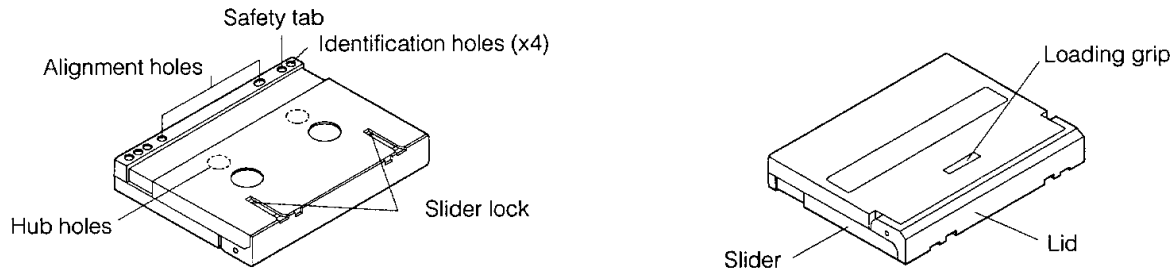 Safety tab
Identification holes (x4)
Alignment holes
Hub holes
Slider lock
Loading grip
Slider
Lid